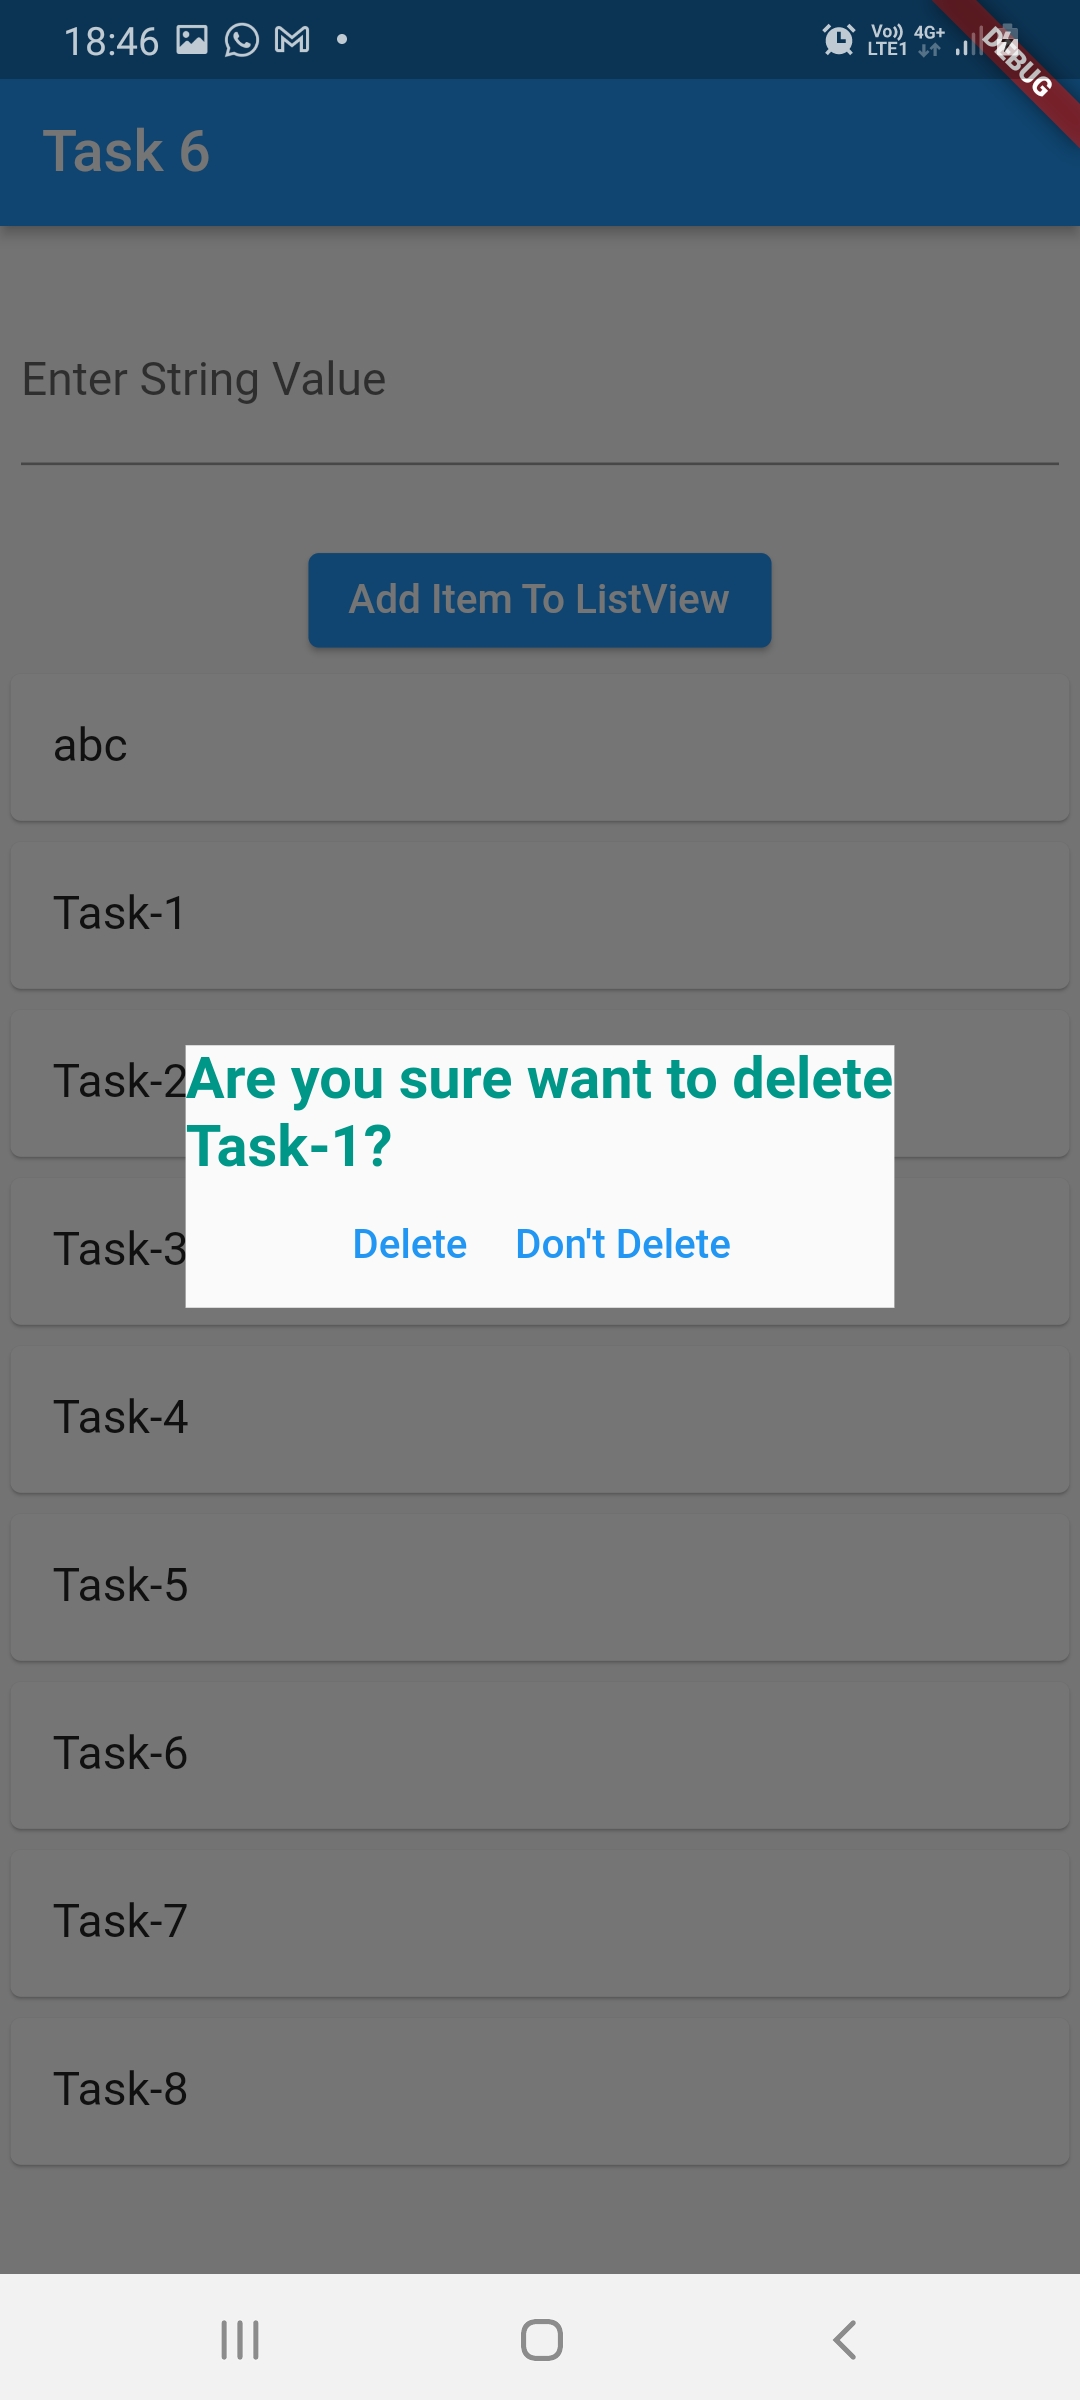 18:46
Vo)) 4G+
LTE1
DEBUG
Task 6
Enter String Value
Add Item To ListView
abc
Task-1
Task-2
Are you sure want to delete
Task-1?
Delete Don't Delete
Task-3
Task-4
Task-5
Task-6
Task-7
Task-8